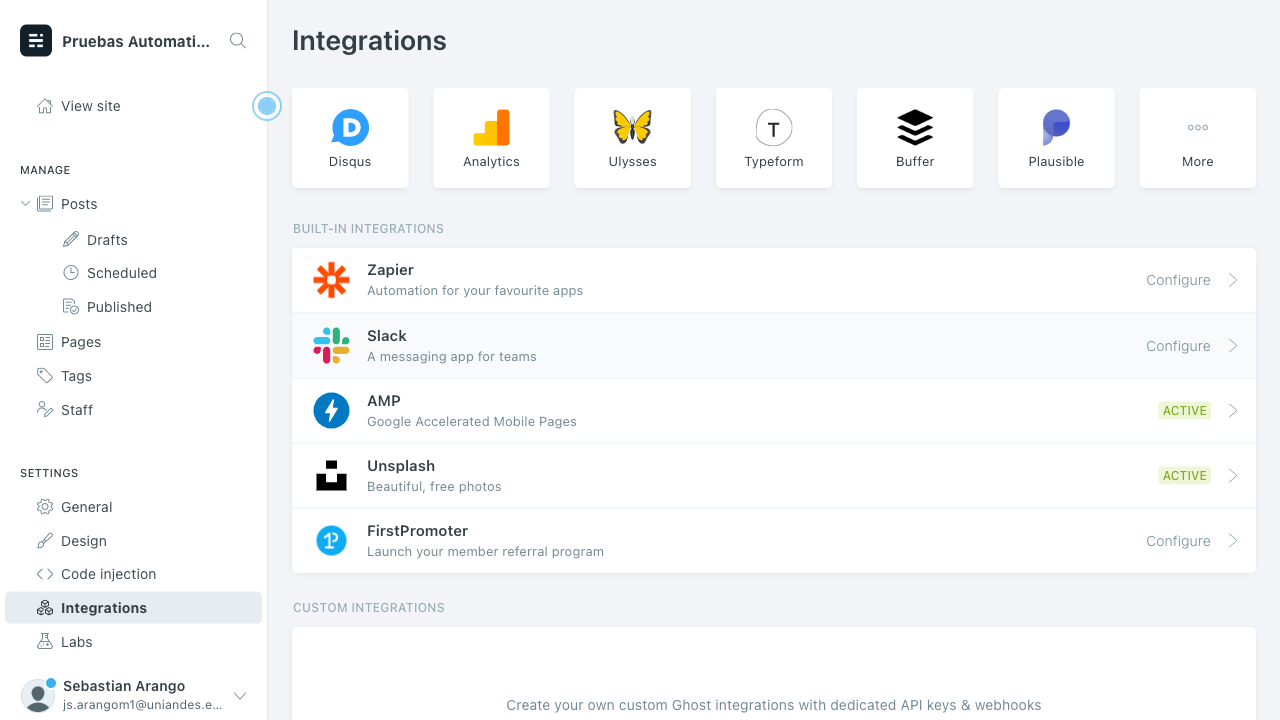 Pruebas Automati...
View site
MANAGE
Posts
Drafts
Scheduled
Published
Pages
Tags
Staff
SETTINGS
General
Design
Code injection
Integrations
Labs
Sebastian Arango
js.arangom1@uniandes.e...
Integrations
Disqus
Analytics
Ulysses
Typeform
Buffer
Plausible
More
BUILT-IN INTEGRATIONS
Zapier
Automation for your favourite apps
Configure
Slack
A messaging app for teams
Configure
AMP
Google Accelerated Mobile Pages
ACTIVE
Unsplash
Beautiful, free photos
ACTIVE
FirstPromoter
Launch your member referral program
Configure
CUSTOM INTEGRATIONS
Create your own custom Ghost integrations with dedicated API keys & webhooks